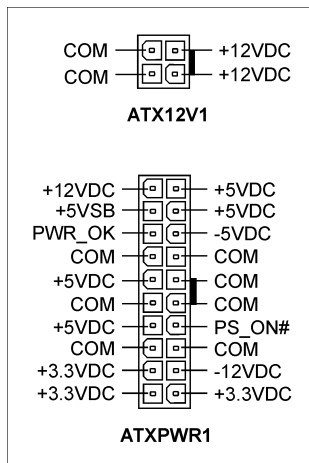 COM +12VDC
COM +12VDC
ATX12V1
+12VDC +5VDC
+5VSB +5VDC
PWR_OK -5VDC
COM COM
+5VDC COM
COM COM
+5VDC PS_ON#
COM COM
+3.3VDC -12VDC
+3.3VDC +3.3VDC
ATXPWR1